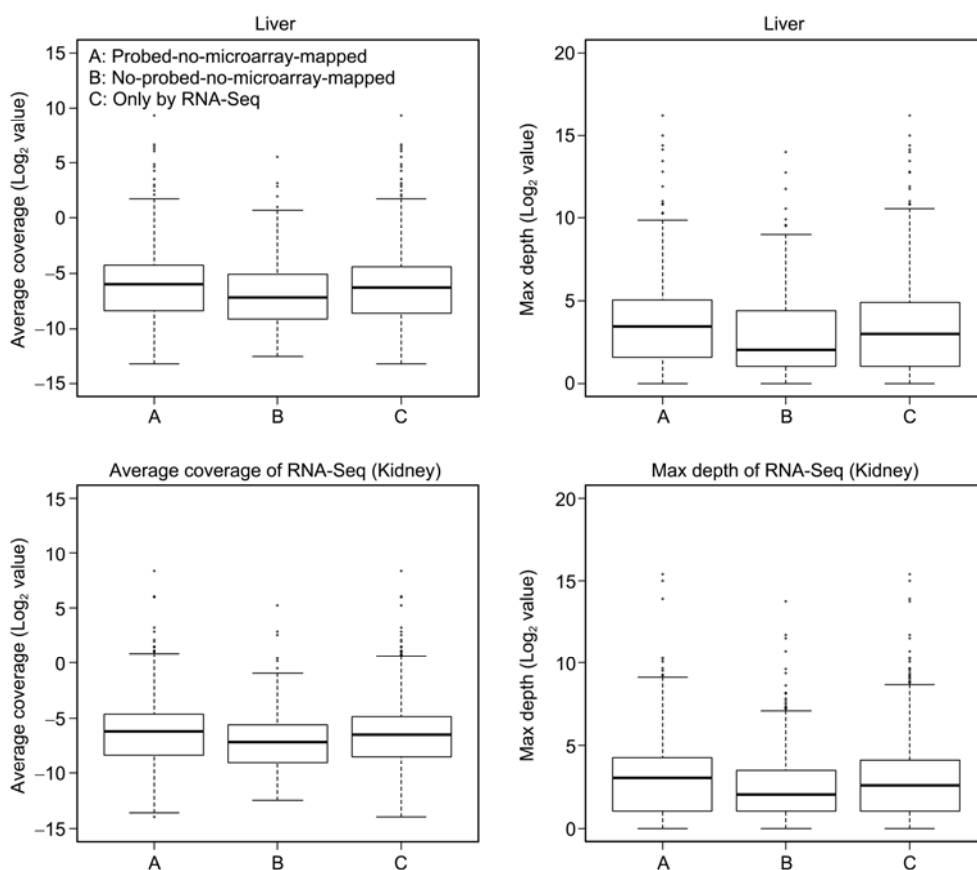 Liver
15
10
5
0
−5
−10
−15
Average coverage (Log₂ value)
A: Probed-no-microarray-mapped
B: No-probed-no-microarray-mapped
C: Only by RNA-Seq
A B C
Liver
20
15
10
5
0
Max depth (Log₂ value)
A B C
Average coverage of RNA-Seq (Kidney)
15
10
5
0
−5
−10
−15
Average coverage (Log₂ value)
A B C
Max depth of RNA-Seq (Kidney)
20
15
10
5
0
Max depth (Log₂ value)
A B C